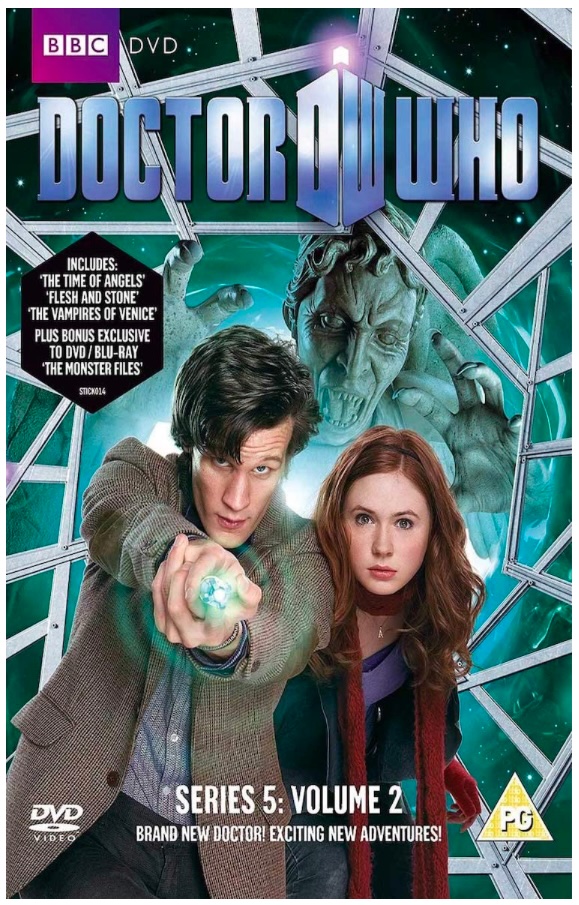 BBC DVD
DOCTOR DW WHO
INCLUDES:
'THE TIME OF ANGELS'
'FLESH AND STONE'
'THE VAMPIRES OF VENICE'
PLUS BONUS EXCLUSIVE
TO DVD/BLU-RAY
'THE MONSTER FILES'
STICK014
SERIES 5: VOLUME 2
BRAND NEW DOCTOR! EXCITING NEW ADVENTURES!
DVD
VIDEO
PG